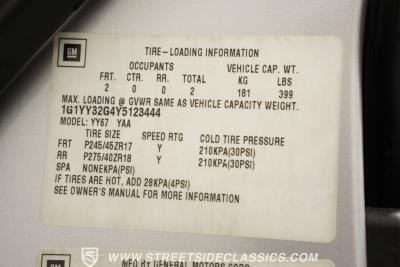 GM
TIRE-LOADING INFORMATION
OCCUPANTS VEHICLE CAP. WT.
FRT. CTR. RR. TOTAL KG LBS
2 0 0 2 181 399
MAX. LOADING @ GVWR SAME AS VEHICLE CAPACITY WEIGHT.
1G1YY32G4Y5123444
MODEL: YY67 YAA
TIRE SIZE SPEED RTG COLD TIRE PRESSURE
FRT P245/45ZR17 Y 210KPA(30PSI)
RR P275/40ZR18 Y 210KPA(30PSI)
SPA NONEKPA(PSI)
IF TIRES ARE HOT, ADD 28KPA(4PSI)
SEE OWNER'S MANUAL FOR MORE INFORMATION
STREETSIDE
CLASSICS
WWW.STREETSIDECLASSICS.COM
GM
MFD BY GENERAL MOTORS CORP